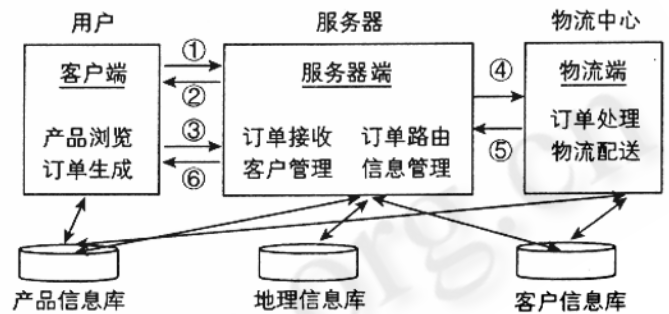 用户
服务器
物流中心
客户端
产品浏览
订单生成
①
②
③
⑥
服务器端
订单接收 订单路由
客户管理 信息管理
④
⑤
物流端
订单处理
物流配送
产品信息库
地理信息库
客户信息库
org.cn